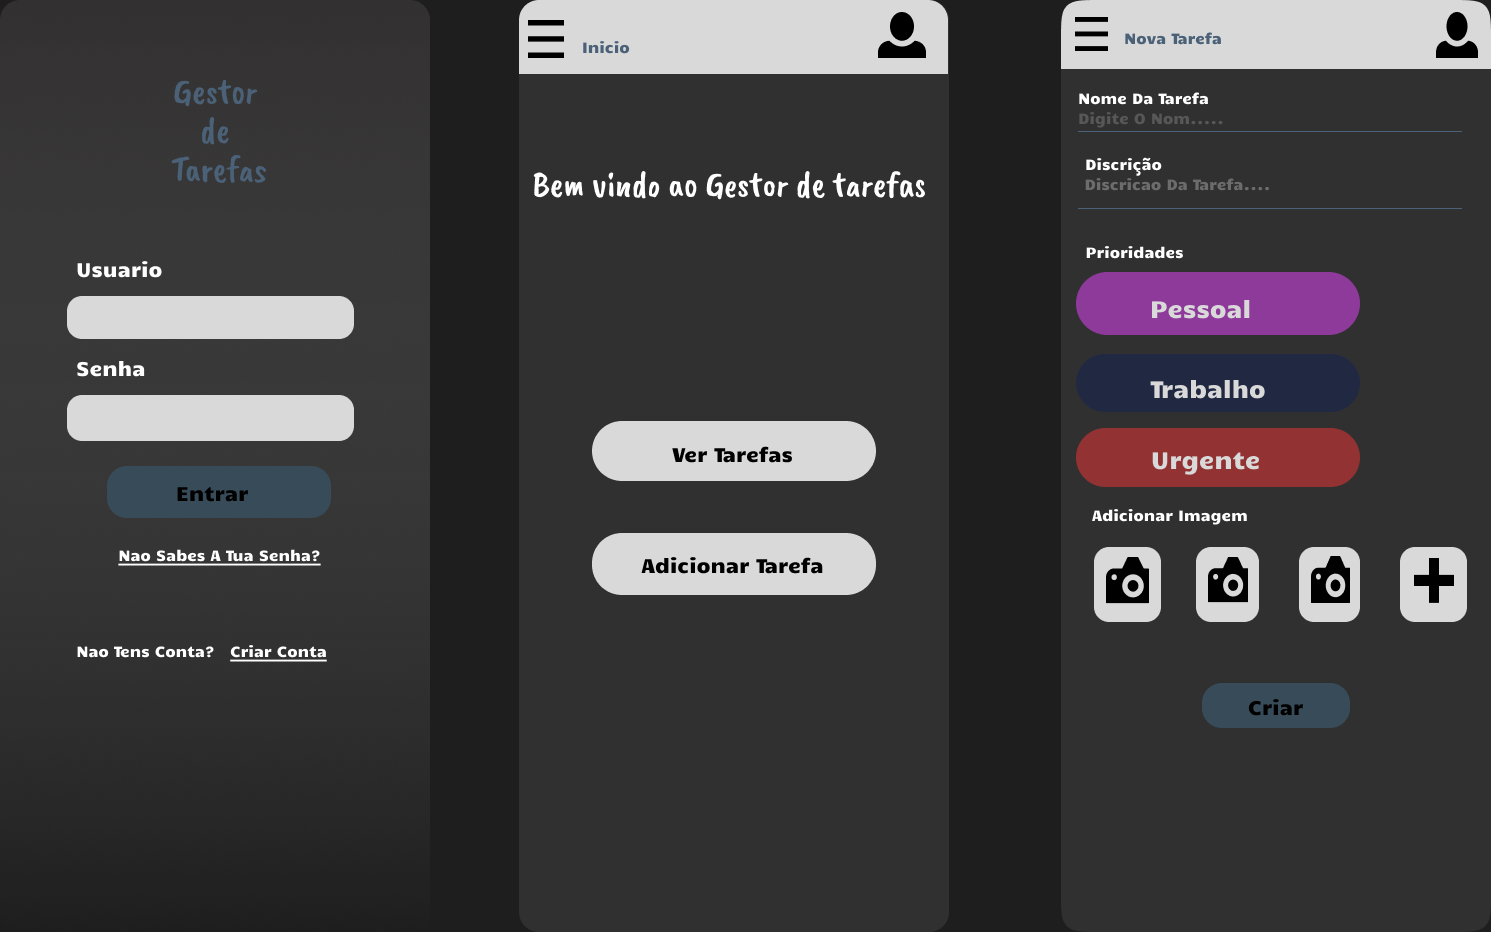 Gestor
de
Tarefas
Usuario
Senha
Entrar
Nao Sabes A Tua Senha?
Nao Tens Conta? Criar Conta
Inicio
Bem vindo ao Gestor de tarefas
Ver Tarefas
Adicionar Tarefa
Nova Tarefa
Nome Da Tarefa
Digite O Nom.....
Discrição
Discricao Da Tarefa....
Prioridades
Pessoal
Trabalho
Urgente
Adicionar Imagem
Criar